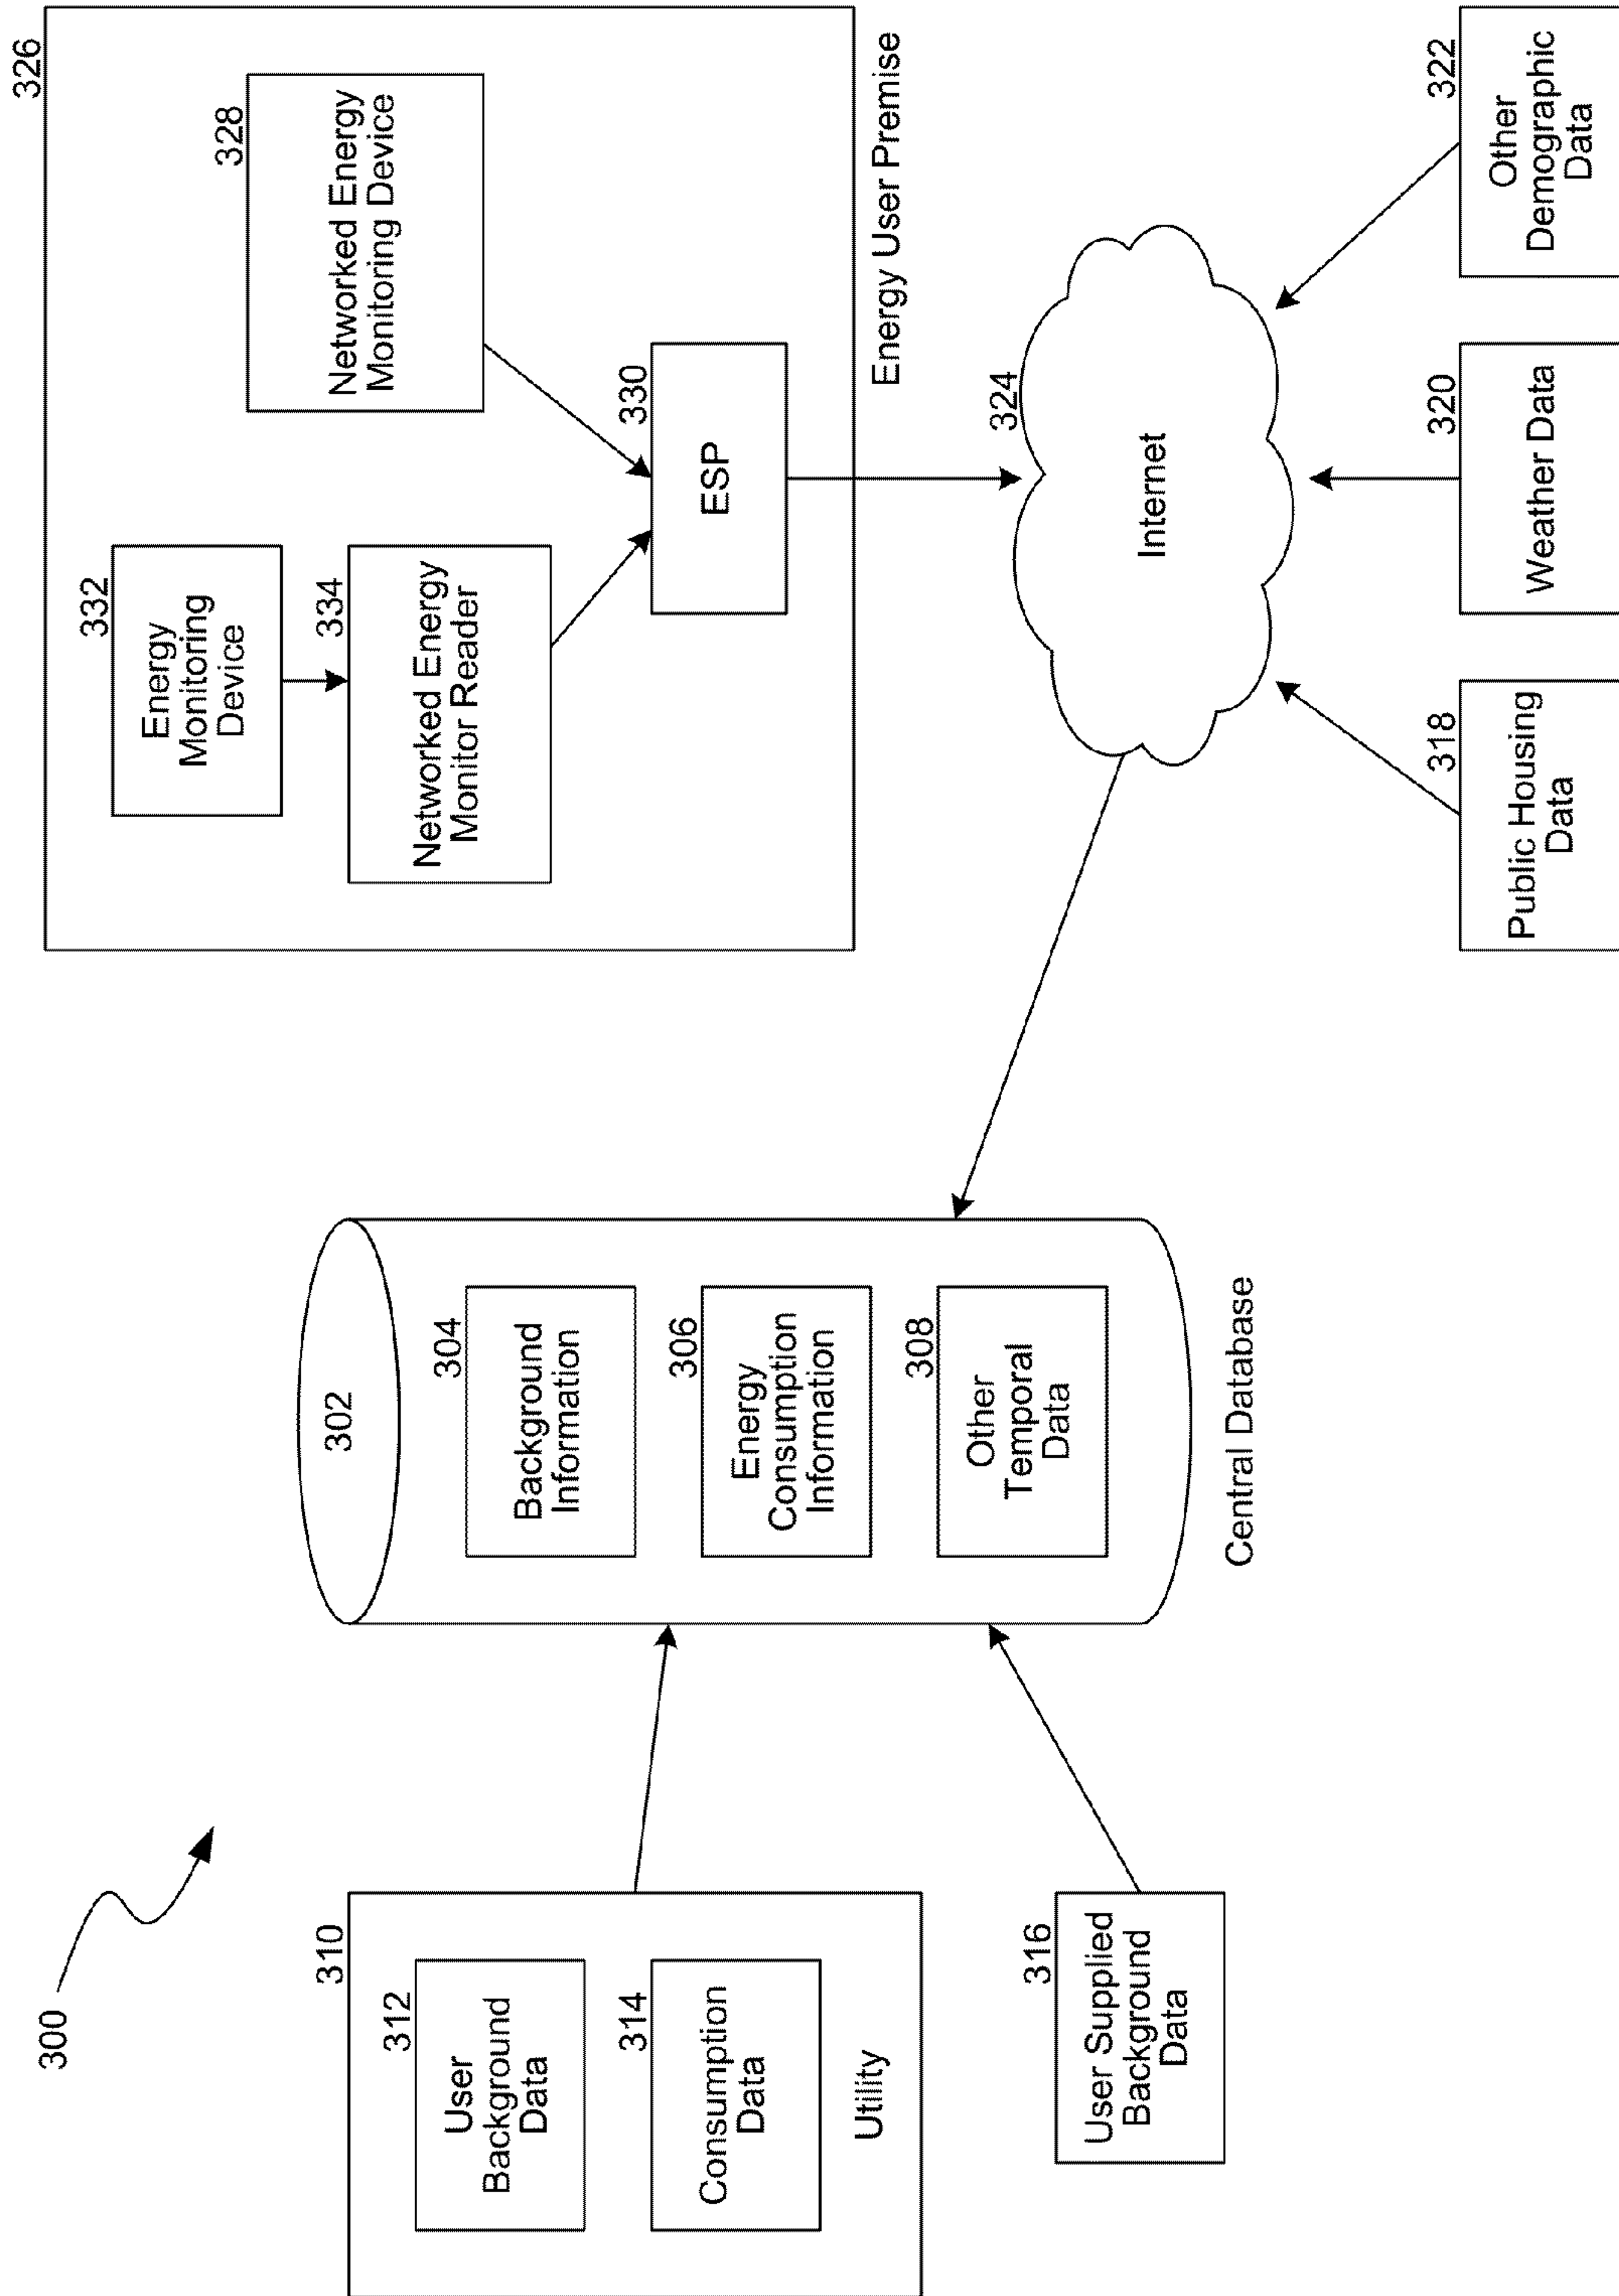 300
310
312
User
Background
Data
314
Consumption
Data
Utility
316
User Supplied
Background
Data
302
304
Background
Information
306
Energy
Consumption
Information
308
Other
Temporal
Data
Central Database
326
332
Energy
Monitoring
Device
334
Networked Energy
Monitor Reader
328
Networked Energy
Monitoring Device
330
ESP
Energy User Premise
324
Internet
318
Public Housing
Data
320
Weather Data
322
Other
Demographic
Data